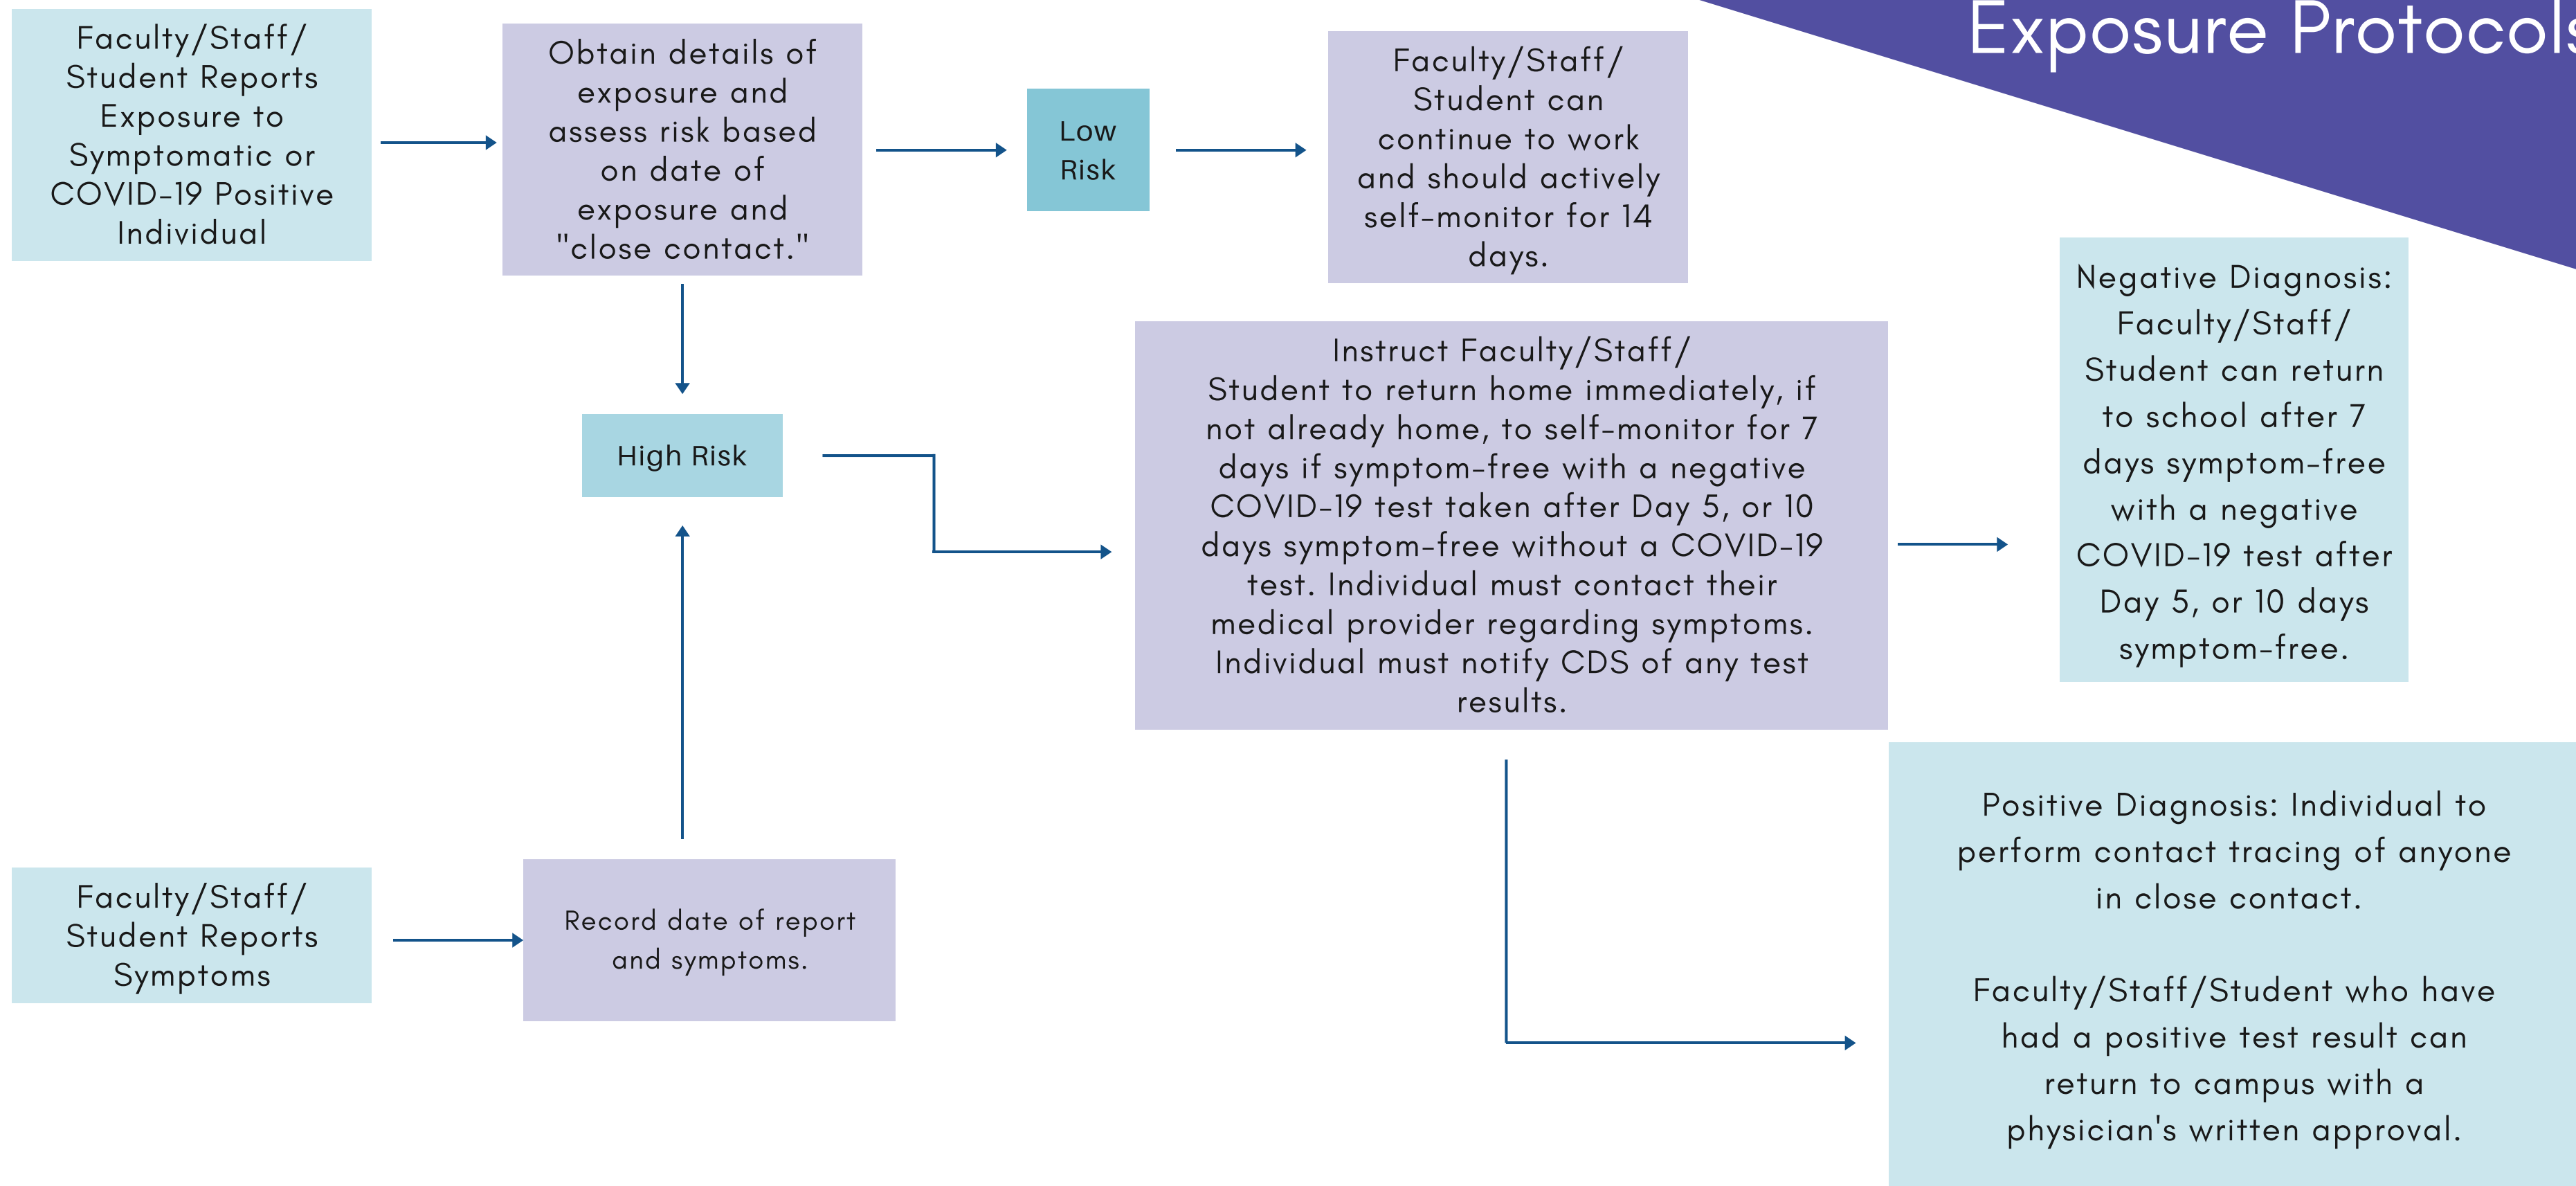 Exposure Protocols
Faculty/Staff/
Student Reports
Exposure to
Symptomatic or
COVID-19 Positive
Individual
Obtain details of
exposure and
assess risk based
on date of
exposure and
"close contact."
Low
Risk
Faculty/Staff/
Student can
continue to work
and should actively
self-monitor for 14
days.
High Risk
Instruct Faculty/Staff/
Student to return home immediately, if
not already home, to self-monitor for 7
days if symptom-free with a negative
COVID-19 test taken after Day 5, or 10
days symptom-free without a COVID-19
test. Individual must contact their
medical provider regarding symptoms.
Individual must notify CDS of any test
results.
Negative Diagnosis:
Faculty/Staff/
Student can return
to school after 7
days symptom-free
with a negative
COVID-19 test after
Day 5, or 10 days
symptom-free.
Faculty/Staff/
Student Reports
Symptoms
Record date of report
and symptoms.
Positive Diagnosis: Individual to
perform contact tracing of anyone
in close contact.
Faculty/Staff/Student who have
had a positive test result can
return to campus with a
physician's written approval.